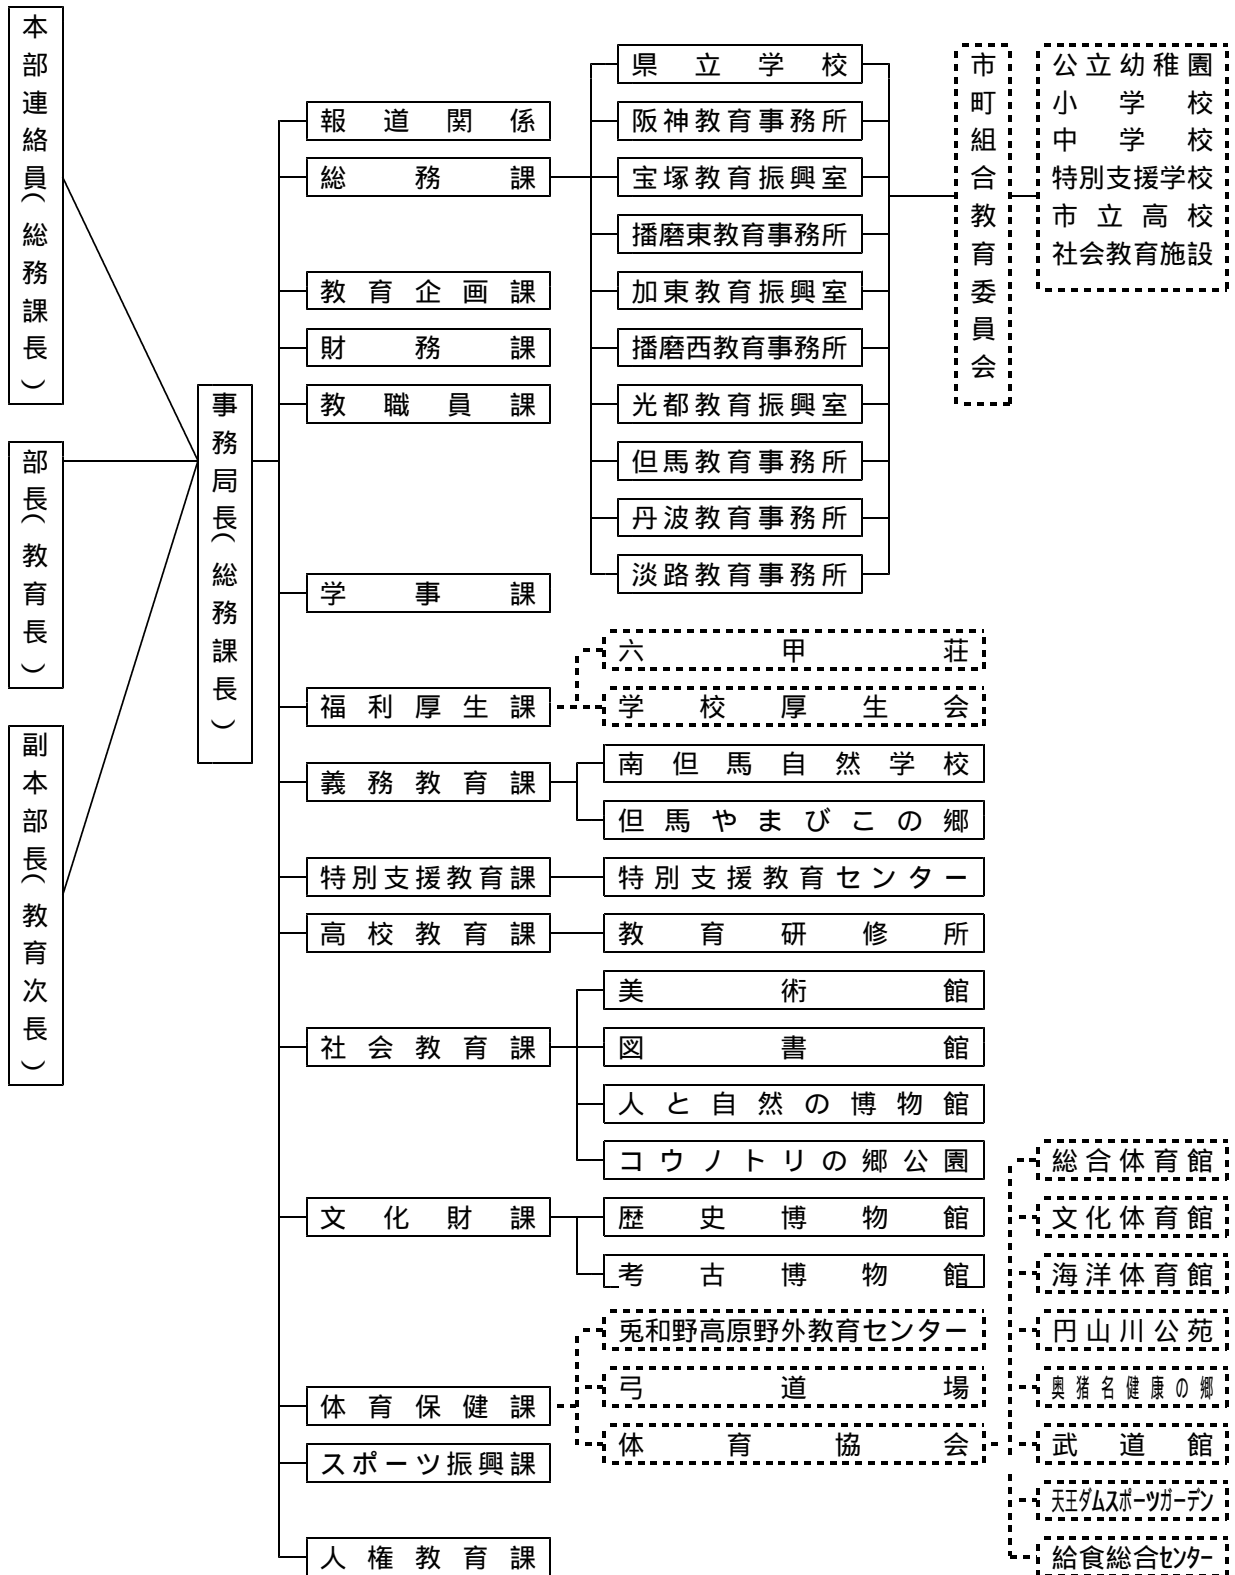 本部連絡員(総務課長)
部長(教育長)
副本部長(教育次長)
事務局長(総務課長)
報道関係
総務課
教育企画課
財務課
教職員課
学事課
福利厚生課
義務教育課
特別支援教育課
高校教育課
社会教育課
文化財課
体育保健課
スポーツ振興課
人権教育課
県立学校
阪神教育事務所
宝塚教育振興室
播磨東教育事務所
加東教育振興室
播磨西教育事務所
光都教育振興室
但馬教育事務所
丹波教育事務所
淡路教育事務所
六甲荘
学校厚生会
南但馬自然学校
但馬やまびこの郷
特別支援教育センター
教育研修所
美術館
図書館
人と自然の博物館
コウノトリの郷公園
歴史博物館
考古博物館
兎和野高原野外教育センター
弓道場
体育協会
市町組合教育委員会
公立幼稚園
小学校
中学校
特別支援学校
市立高校
社会教育施設
総合体育館
文化体育館
海洋体育館
円山川公苑
奥猪名健康の郷
武道館
天王ダムスポーツガーデン
給食総合センター